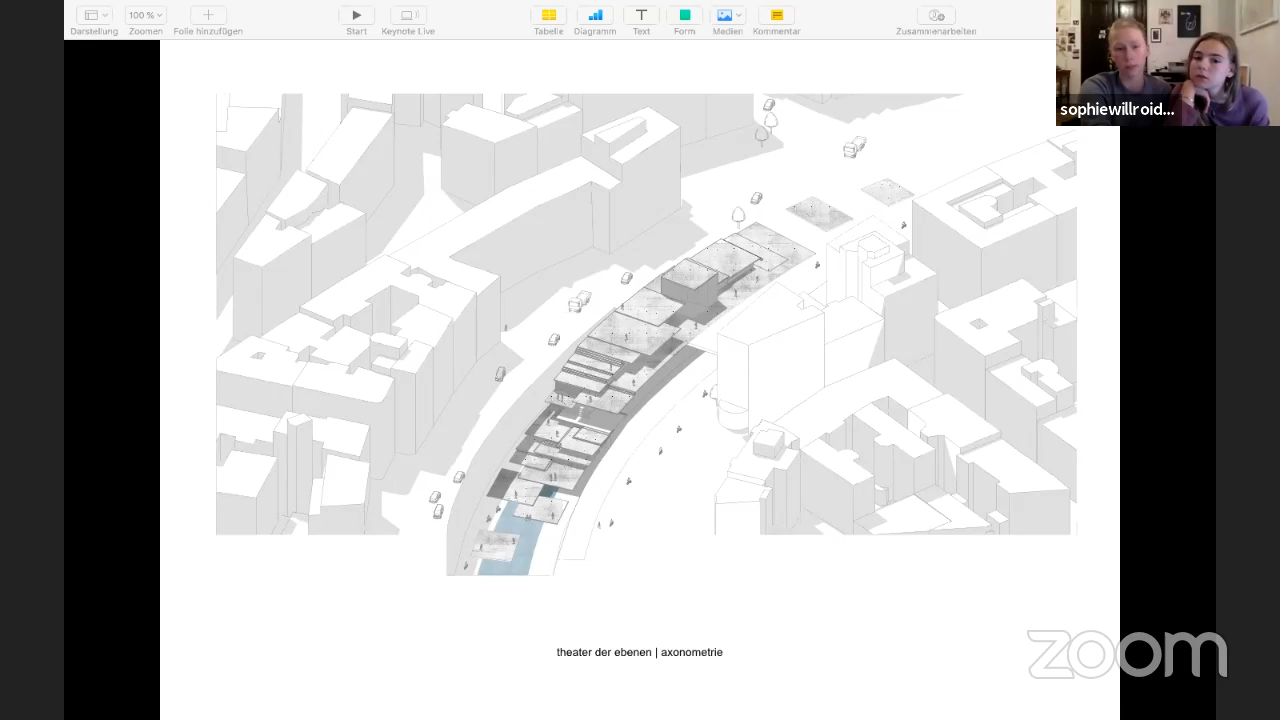 100 %
Darstellung
Zoomen
Folie hinzufügen
Start
Keynote Live
Tabelle
Diagramm
Text
Form
Medien
Kommentar
Zusammenarbeiten
sophiewillroid...
theater der ebenen | axonometrie
zoom